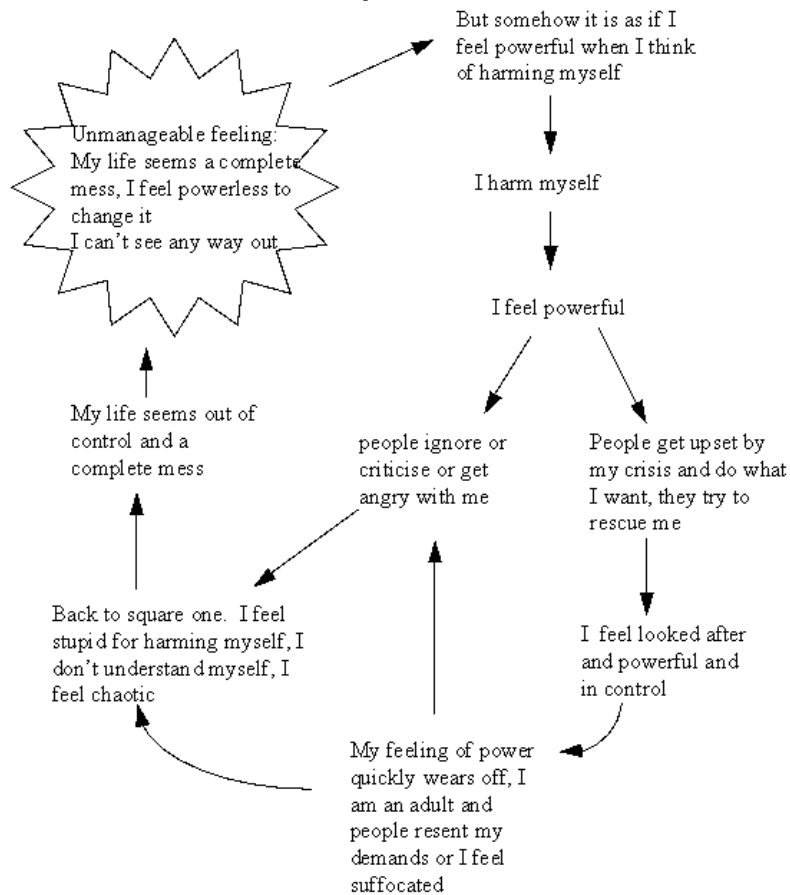 But somehow it is as if I
feel powerful when I think
of harming myself
Unmanageable feeling:
My life seems a complete
mess, I feel powerless to
change it
I can't see any way out
I harm myself
I feel powerful
My life seems out of
control and a
complete mess
people ignore or
criticise or get
angry with me
People get upset by
my crisis and do what
I want, they try to
rescue me
Back to square one. I feel
stupid for harming myself, I
don't understand myself, I
feel chaotic
I feel looked after
and powerful and
in control
My feeling of power
quickly wears off, I
am an adult and
people resent my
demands or I feel
suffocated